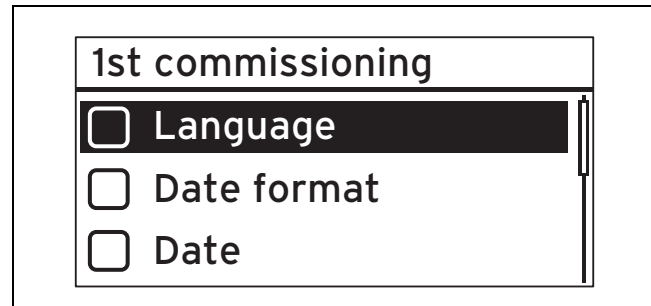 1st commissioning
Language
Date format
Date